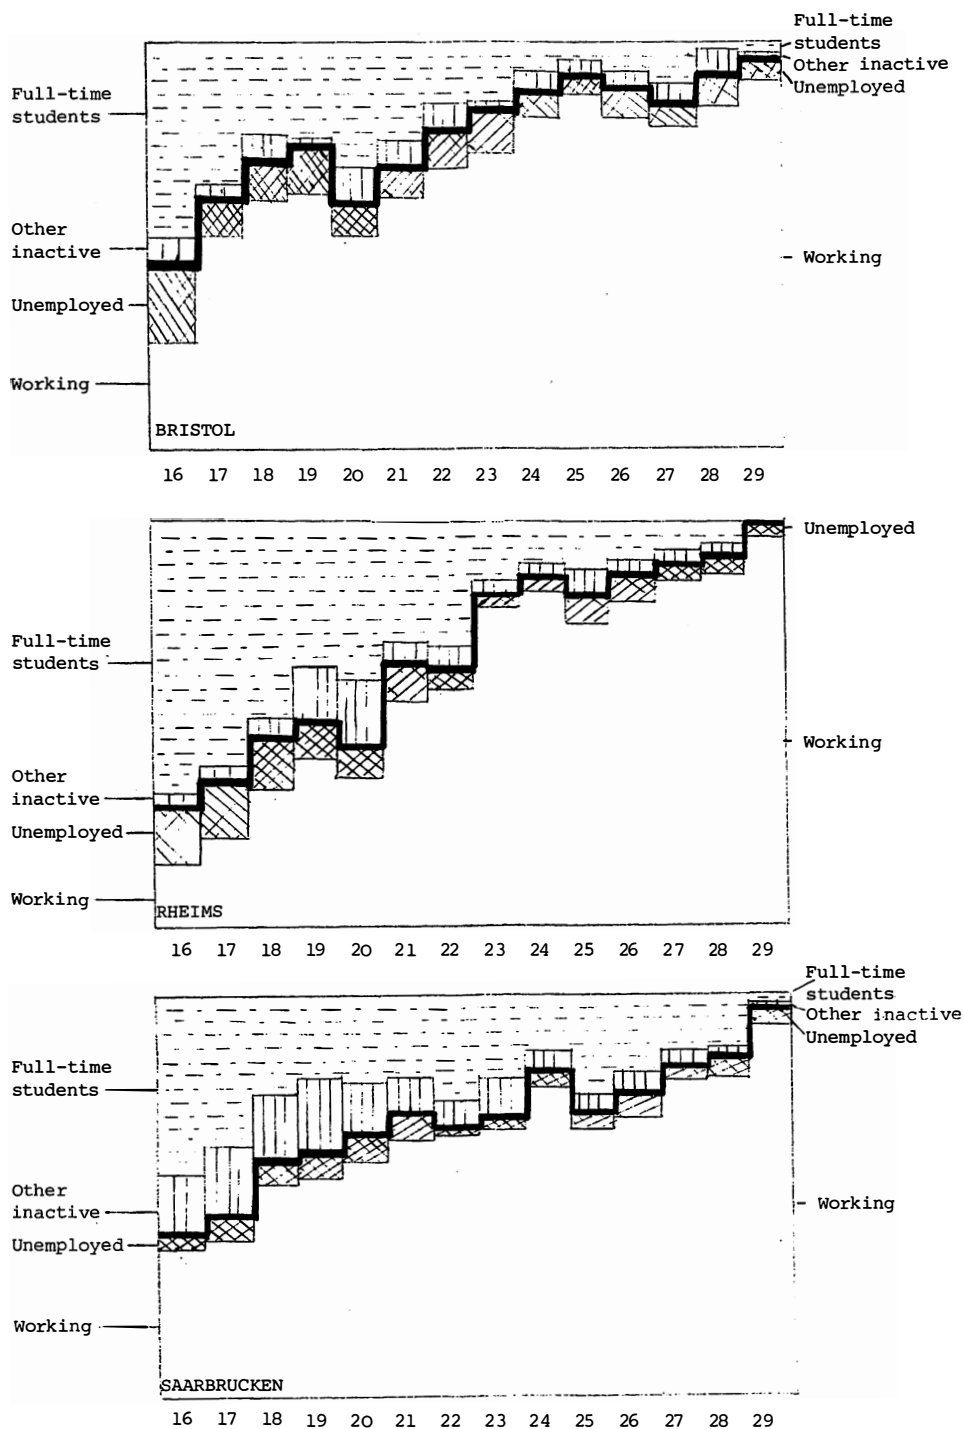 Full-time
students
Other inactive
Unemployed
Full-time
students
Other
inactive
Unemployed
Working
Working
BRISTOL
16 17 18 19 20 21 22 23 24 25 26 27 28 29
Unemployed
Full-time
students
Working
Other
inactive
Unemployed
Working
RHEIMS
16 17 18 19 20 21 22 23 24 25 26 27 28 29
Full-time
students
Other inactive
Unemployed
Full-time
students
Other
inactive
Working
Unemployed
Working
SAARBRUCKEN
16 17 18 19 20 21 22 23 24 25 26 27 28 29